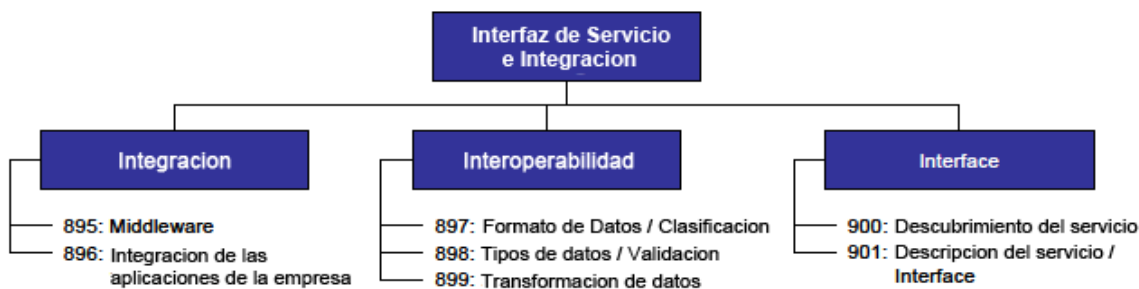 Interfaz de Servicio
e Integracion
Integracion
Interoperabilidad
Interface
895: Middleware
896: Integracion de las
aplicaciones de la empresa
897: Formato de Datos / Clasificacion
898: Tipos de datos / Validacion
899: Transformacion de datos
900: Descubrimiento del servicio
901: Descripcion del servicio /
Interface